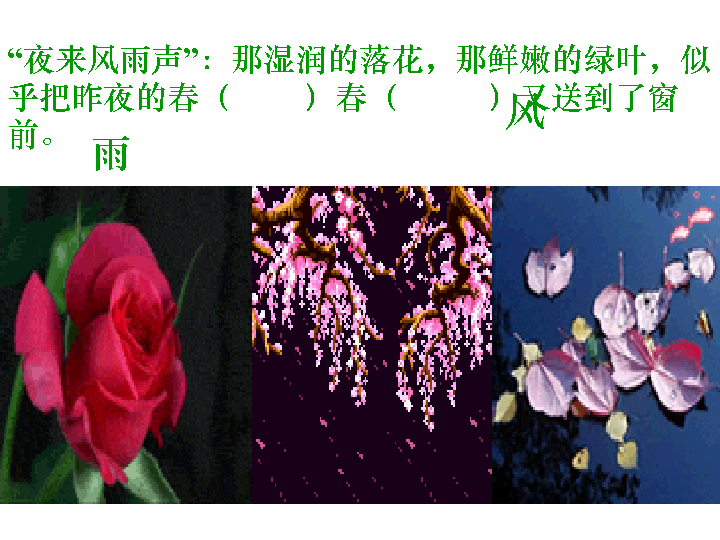 “夜来风雨声”：那湿润的落花，那鲜嫩的绿叶，似
乎把昨夜的春（　　）春（　　）又送到了窗
风
前。
雨